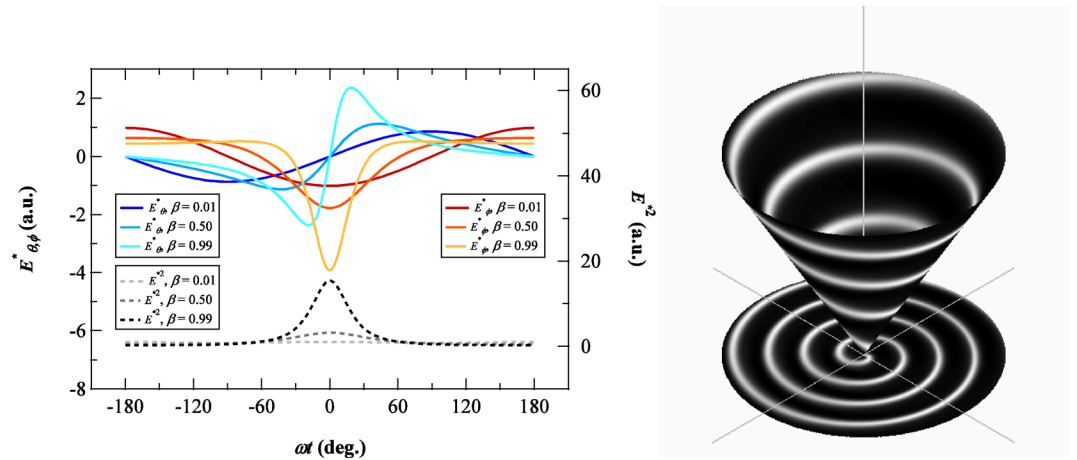 2
0
-2
-4
-6
-8
E*θ,ϕ (a.u.)
60
40
20
0
E*2 (a.u.)
E*θ, β = 0.01
E*θ, β = 0.50
E*θ, β = 0.99
E*ϕ, β = 0.01
E*ϕ, β = 0.50
E*ϕ, β = 0.99
E*2, β = 0.01
E*2, β = 0.50
E*2, β = 0.99
-180 -120 -60 0 60 120 180
ωt (deg.)